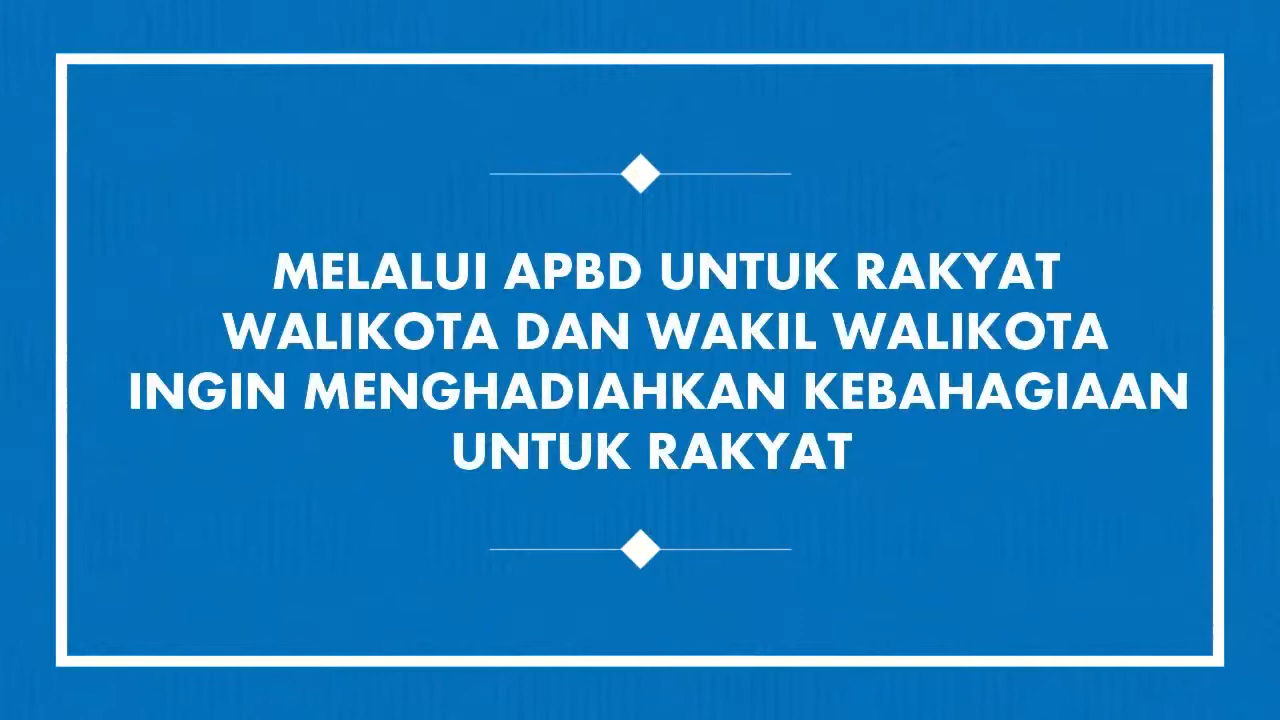 MELALUI APBD UNTUK RAKYAT
WALIKOTA DAN WAKIL WALIKOTA
INGIN MENGHADIAHKAN KEBAHAGIAAN
UNTUK RAKYAT